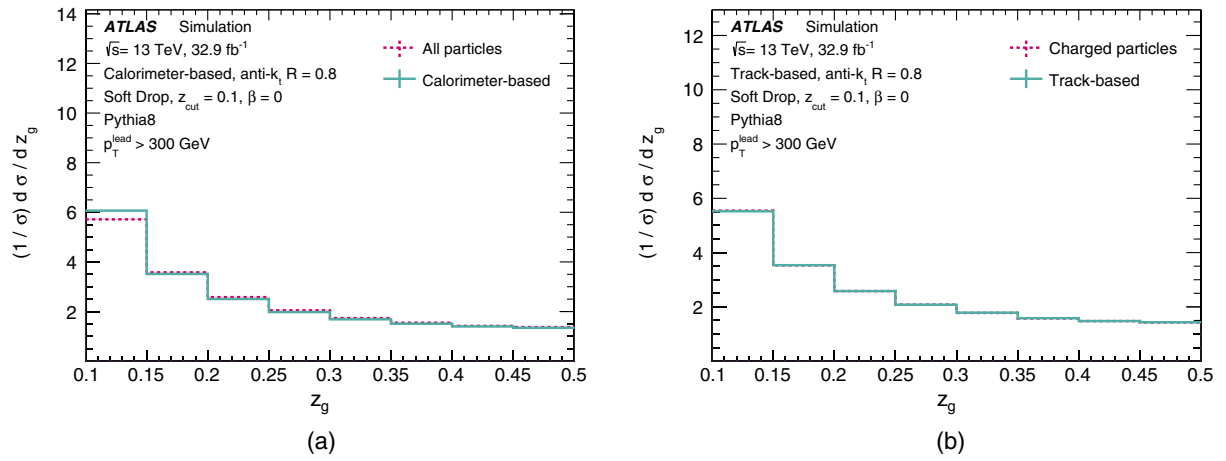 ATLAS Simulation
√s= 13 TeV, 32.9 fb⁻¹
Calorimeter-based, anti-kₜ R = 0.8
Soft Drop, z_cut = 0.1, β = 0
Pythia8
p_T^lead > 300 GeV
All particles
Calorimeter-based
(1 / σ) d σ / d z_g
14
12
10
8
6
4
2
0.1 0.15 0.2 0.25 0.3 0.35 0.4 0.45 0.5
z_g
(a)
ATLAS Simulation
√s= 13 TeV, 32.9 fb⁻¹
Track-based, anti-kₜ R = 0.8
Soft Drop, z_cut = 0.1, β = 0
Pythia8
p_T^lead > 300 GeV
Charged particles
Track-based
(1 / σ) d σ / d z_g
12
10
8
6
4
2
0.1 0.15 0.2 0.25 0.3 0.35 0.4 0.45 0.5
z_g
(b)